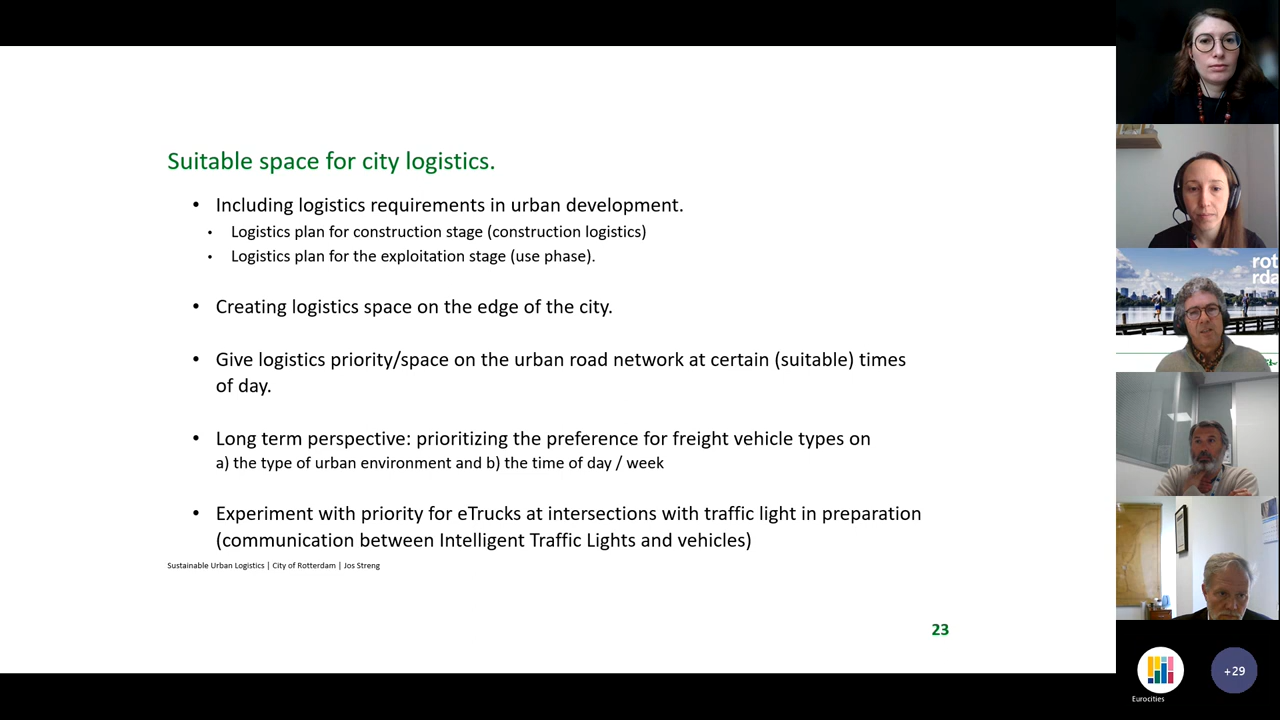 Suitable space for city logistics.
• Including logistics requirements in urban development.
• Logistics plan for construction stage (construction logistics)
• Logistics plan for the exploitation stage (use phase).
• Creating logistics space on the edge of the city.
• Give logistics priority/space on the urban road network at certain (suitable) times
of day.
• Long term perspective: prioritizing the preference for freight vehicle types on
a) the type of urban environment and b) the time of day / week
• Experiment with priority for eTrucks at intersections with traffic light in preparation
(communication between Intelligent Traffic Lights and vehicles)
Sustainable Urban Logistics | City of Rotterdam | Jos Streng
23
rot
rda
+29
Eurocities